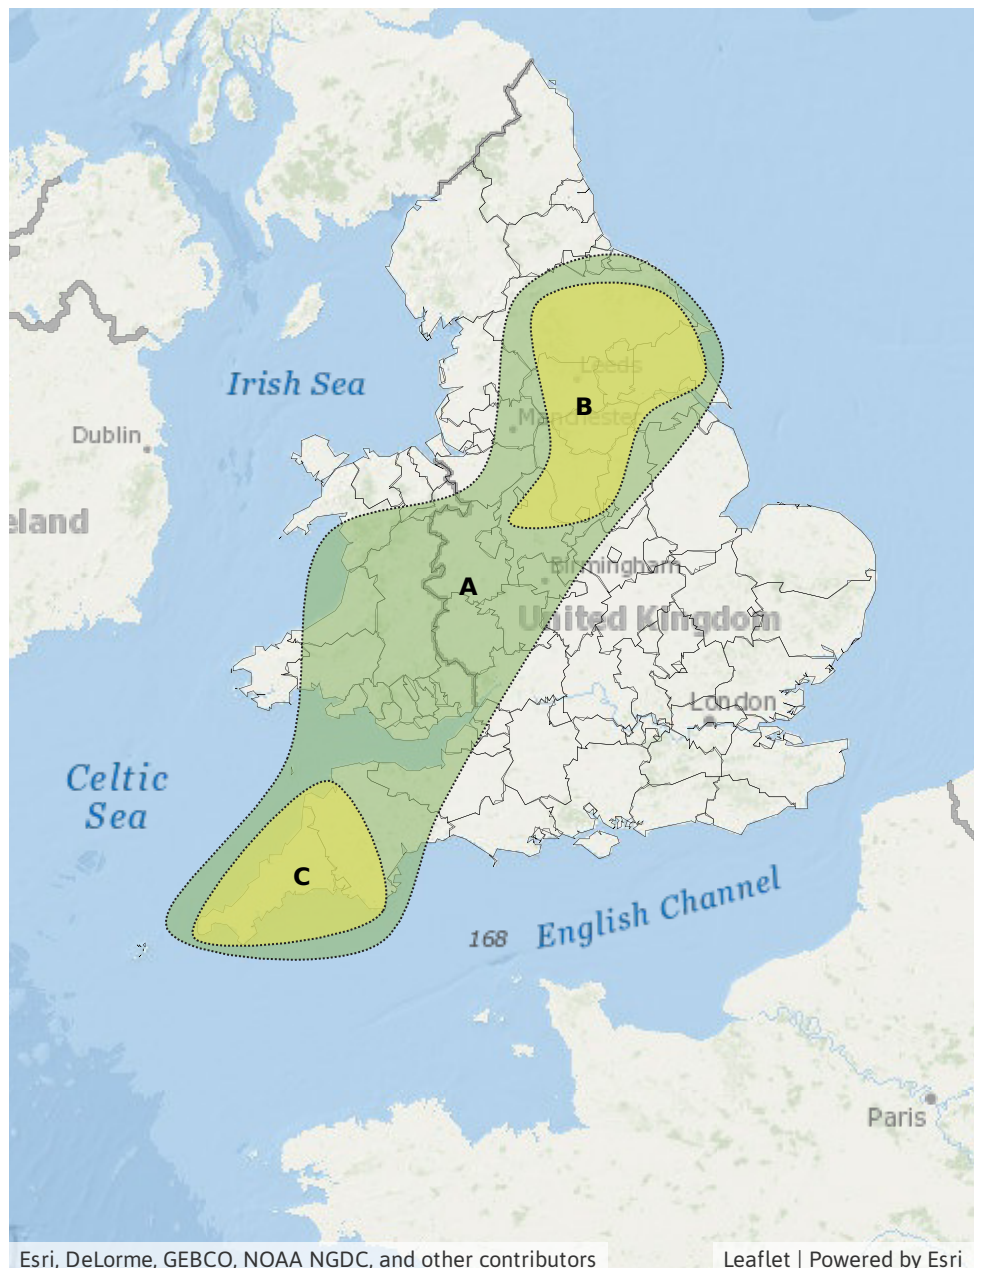 Leeds
Irish Sea
B
Manchester
Dublin
eland
Birmingham
A
United Kingdom
London
Celtic
Sea
C
English Channel
168
Paris
Esri, DeLorme, GEBCO, NOAA NGDC, and other contributors
Leaflet | Powered by Esri